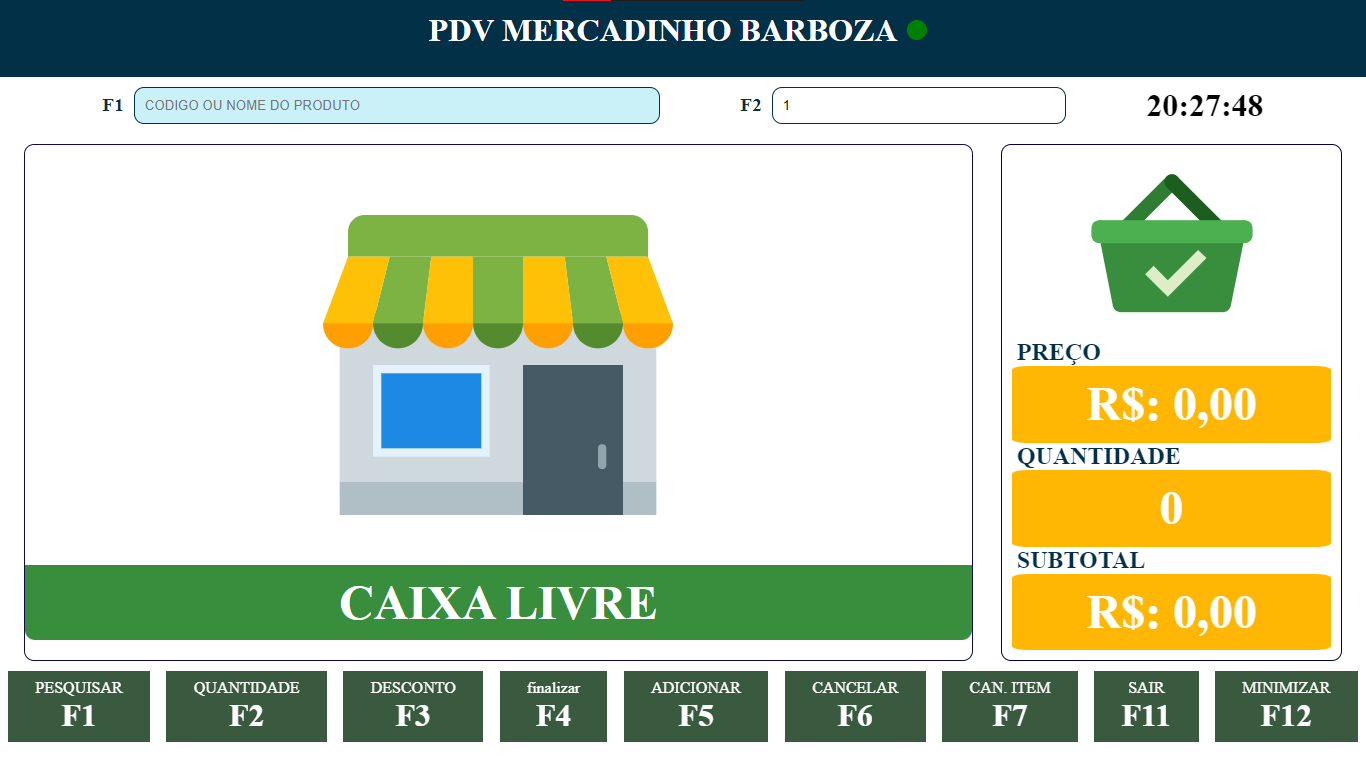 PDV MERCADINHO BARBOZA
F1 CODIGO OU NOME DO PRODUTO F2 1 20:27:48
CAIXA LIVRE
PREÇO
R$: 0,00
QUANTIDADE
0
SUBTOTAL
R$: 0,00
PESQUISAR
F1
QUANTIDADE
F2
DESCONTO
F3
finalizar
F4
ADICIONAR
F5
CANCELAR
F6
CAN. ITEM
F7
SAIR
F11
MINIMIZAR
F12